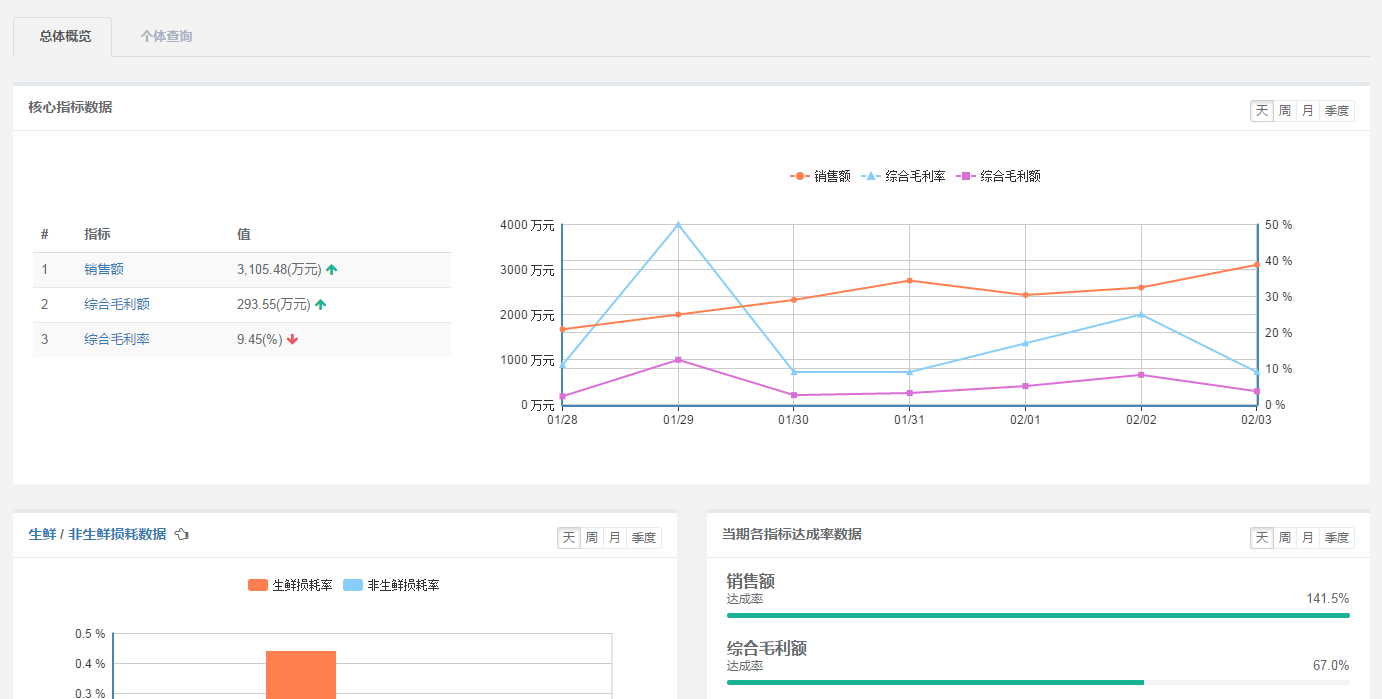 总体概览 个体查询
核心指标数据 天 周 月 季度
销售额 综合毛利率 综合毛利额
# 指标 值
1 销售额 3,105.48(万元)
2 综合毛利额 293.55(万元)
3 综合毛利率 9.45(%)
4000 万元 50 %
40 %
3000 万元
30 %
2000 万元
20 %
1000 万元
10 %
0 万元 0 %
01/28 01/29 01/30 01/31 02/01 02/02 02/03
生鲜 / 非生鲜损耗数据 天 周 月 季度
生鲜损耗率 非生鲜损耗率
0.5 %
0.4 %
0.3 %
当期各指标达成率数据 天 周 月 季度
销售额
达成率 141.5%
综合毛利额
达成率 67.0%